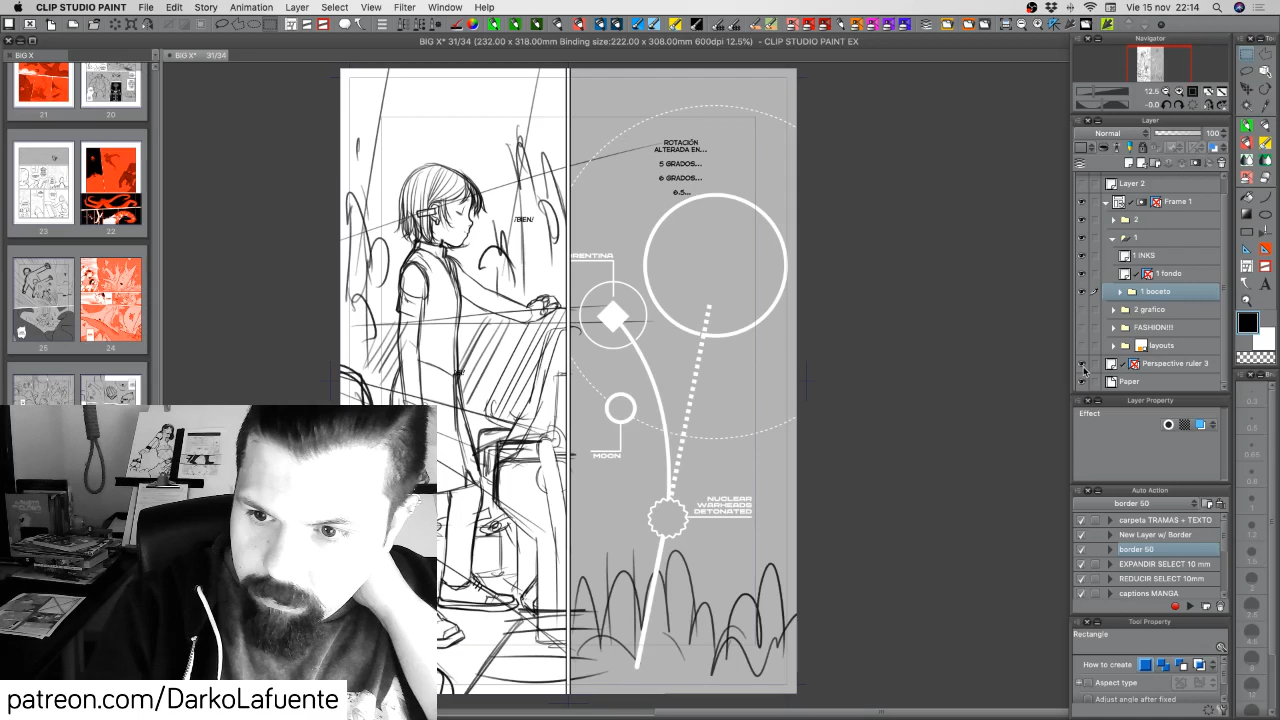 CLIP STUDIO PAINT File Edit Story Animation Layer Select View Filter Window Help Vie 15 nov 22:14
BIG X* 31/34 (232.00 x 318.00mm Binding size:222.00 x 308.00mm 600dpi 12.5%) - CLIP STUDIO PAINT EX
BIG X
BIG X* 31/34
21
20
23
22
25
24
ROTACIÓN
ALTERADA EN...
5 GRADOS...
6 GRADOS...
6.5...
¡BIEN!
ORENTINA
MOON
NUCLEAR
WARHEADS
DETONATED
Navigator
12.5
-0.0
Layer
Normal 100
Layer 2
Frame 1
2
1
1 INKS
1 fondo
1 boceto
2 grafico
FASHION!!!
layouts
Perspective ruler 3
Paper
Layer Property
Effect
Auto Action
border 50
carpeta TRAMAS + TEXTO
New Layer w/ Border
border 50
EXPANDIR SELECT 10 mm
REDUCIR SELECT 10mm
captions MANGA
Tool Property
Rectangle
How to create
Aspect type
Adjust angle after fixed
patreon.com/DarkoLafuente